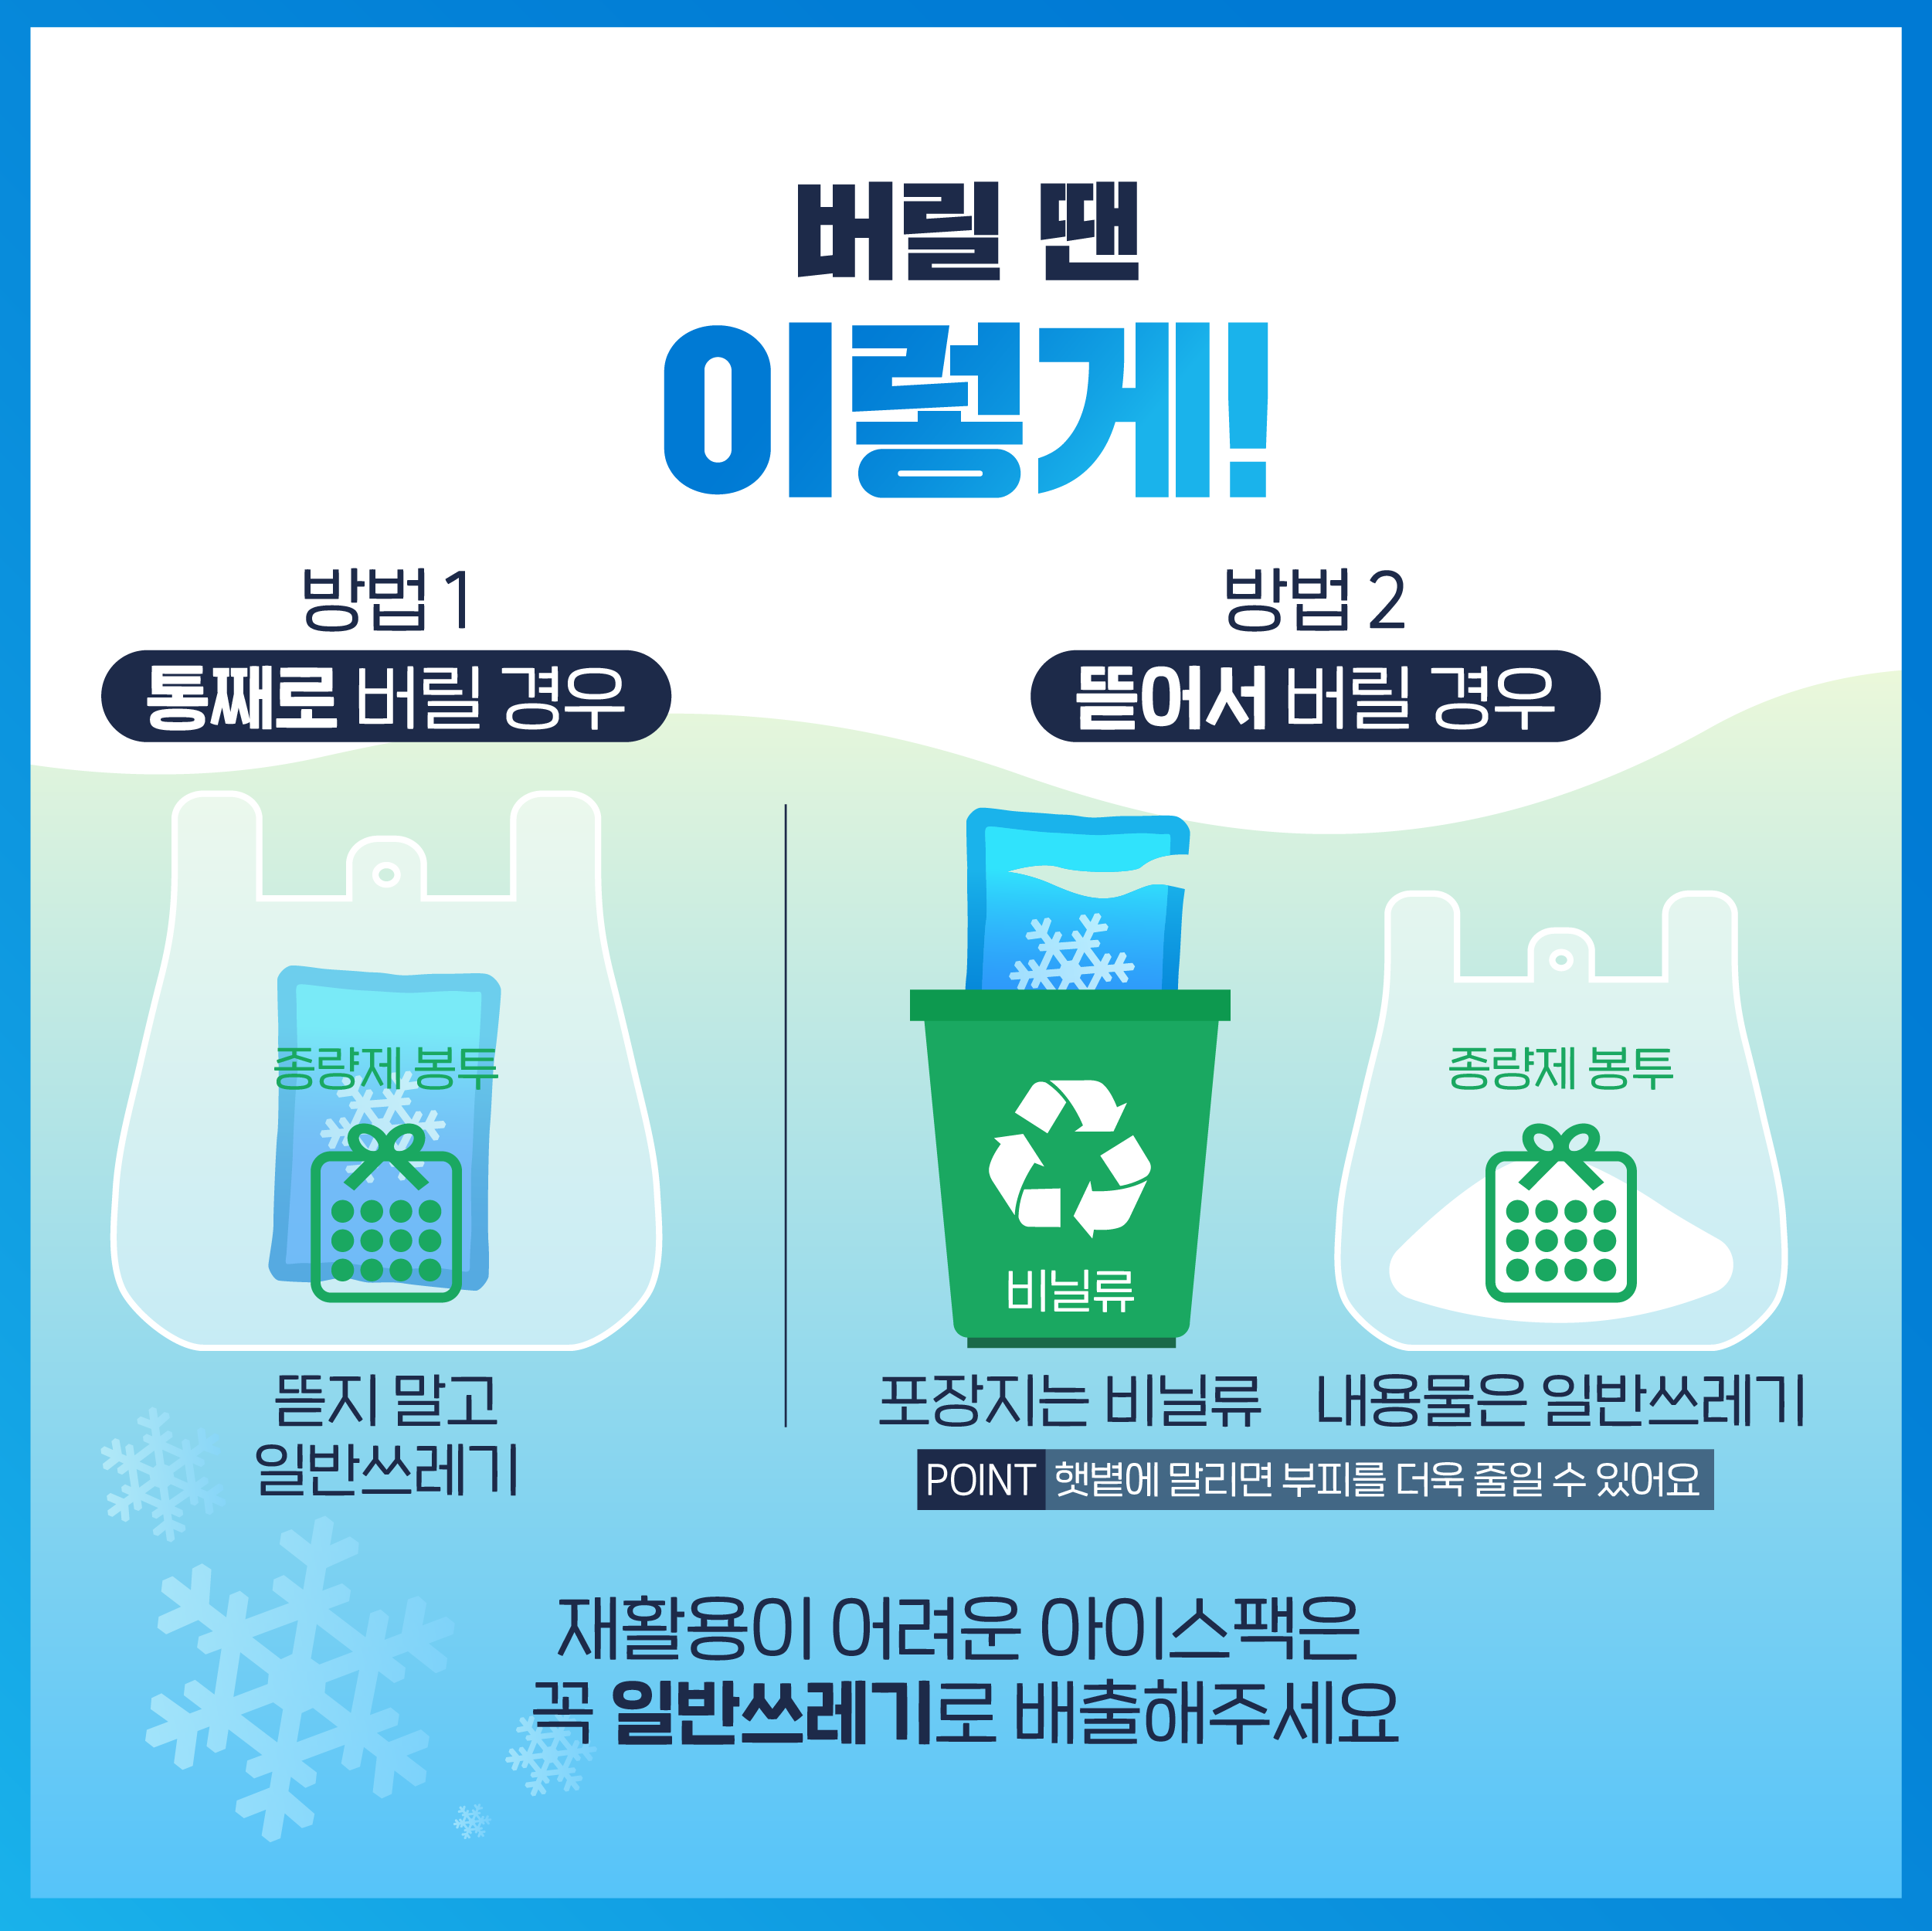 버릴 땐
이렇게!
방법 1
통째로 버릴 경우
종량제 봉투
뜯지 말고
일반쓰레기
방법 2
뜯어서 버릴 경우
비닐류
종량제 봉투
포장지는 비닐류
내용물은 일반쓰레기
POINT 햇볕에 말리면 부피를 더욱 줄일 수 있어요
재활용이 어려운 아이스팩은
꼭 일반쓰레기로 배출해주세요